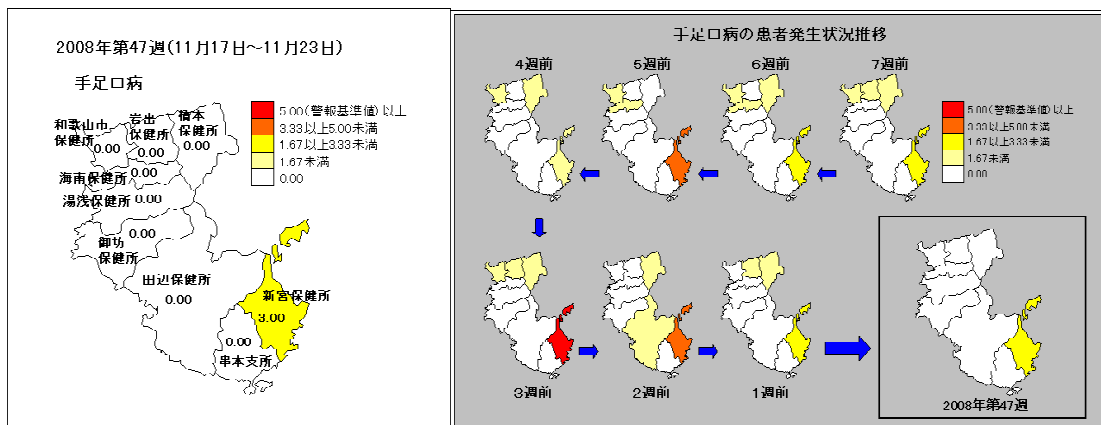 2008年第47週(11月17日～11月23日)
手足口病
5.00(警報基準値)以上
3.33以上5.00未満
1.67以上3.33未満
1.67未満
0.00
和歌山市
保健所
0.00
岩出
保健所
0.00
橋本
保健所
0.00
0.00
海南保健所
0.00
湯浅保健所
0.00
御坊
保健所
田辺保健所
0.00
新宮保健所
3.00
0.00
串本支所
手足口病の患者発生状況推移
4週前
5週前
6週前
7週前
5.00(警報基準値)以上
3.33以上5.00未満
1.67以上3.33未満
1.67未満
0.00
3週前
2週前
1週前
2008年第47週